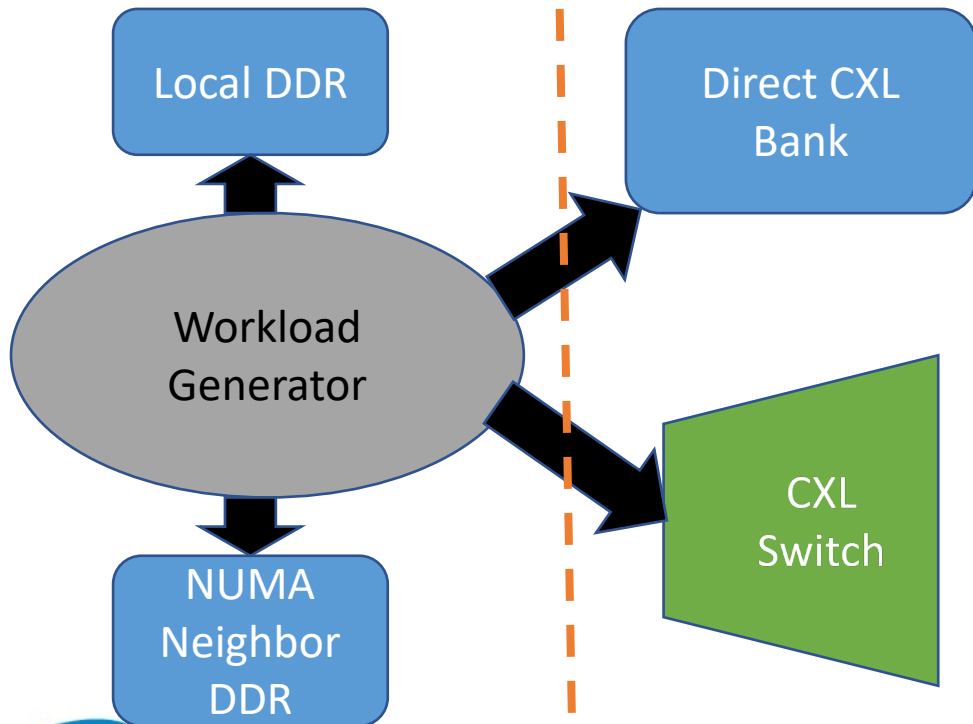 Local DDR
Direct CXL
Bank
Workload
Generator
CXL
Switch
NUMA
Neighbor
DDR